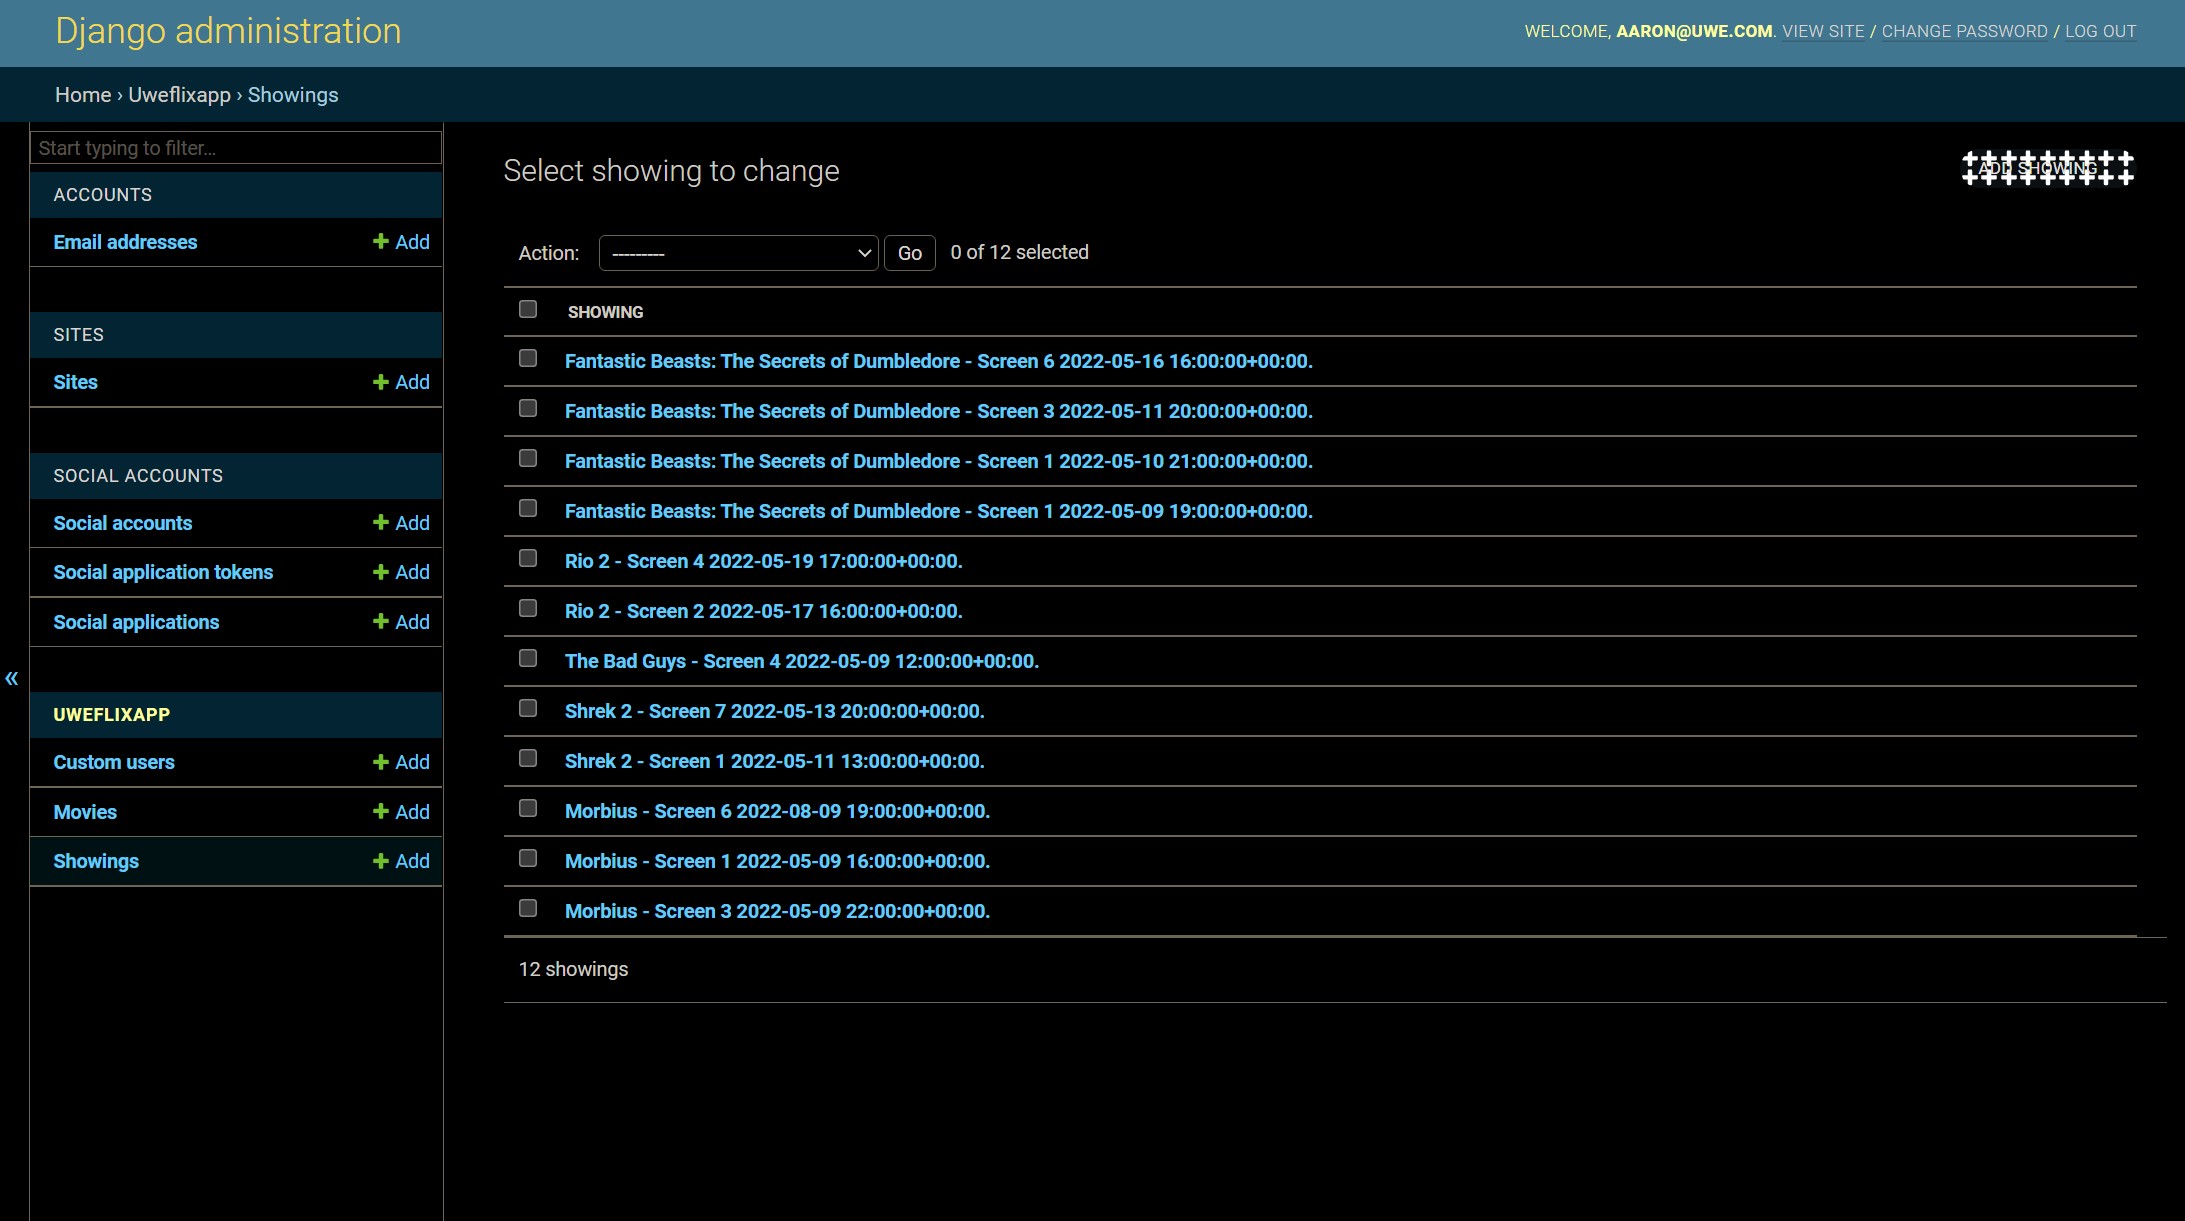 Django administration
WELCOME, AARON@UWE.COM. VIEW SITE / CHANGE PASSWORD / LOG OUT
Home › Uweflixapp › Showings
Start typing to filter...
ACCOUNTS
Email addresses Add
SITES
Sites Add
SOCIAL ACCOUNTS
Social accounts Add
Social application tokens Add
Social applications Add
«
UWEFLIXAPP
Custom users Add
Movies Add
Showings Add
Select showing to change
ADD SHOWING
Action: --------- Go 0 of 12 selected
SHOWING
Fantastic Beasts: The Secrets of Dumbledore - Screen 6 2022-05-16 16:00:00+00:00.
Fantastic Beasts: The Secrets of Dumbledore - Screen 3 2022-05-11 20:00:00+00:00.
Fantastic Beasts: The Secrets of Dumbledore - Screen 1 2022-05-10 21:00:00+00:00.
Fantastic Beasts: The Secrets of Dumbledore - Screen 1 2022-05-09 19:00:00+00:00.
Rio 2 - Screen 4 2022-05-19 17:00:00+00:00.
Rio 2 - Screen 2 2022-05-17 16:00:00+00:00.
The Bad Guys - Screen 4 2022-05-09 12:00:00+00:00.
Shrek 2 - Screen 7 2022-05-13 20:00:00+00:00.
Shrek 2 - Screen 1 2022-05-11 13:00:00+00:00.
Morbius - Screen 6 2022-08-09 19:00:00+00:00.
Morbius - Screen 1 2022-05-09 16:00:00+00:00.
Morbius - Screen 3 2022-05-09 22:00:00+00:00.
12 showings